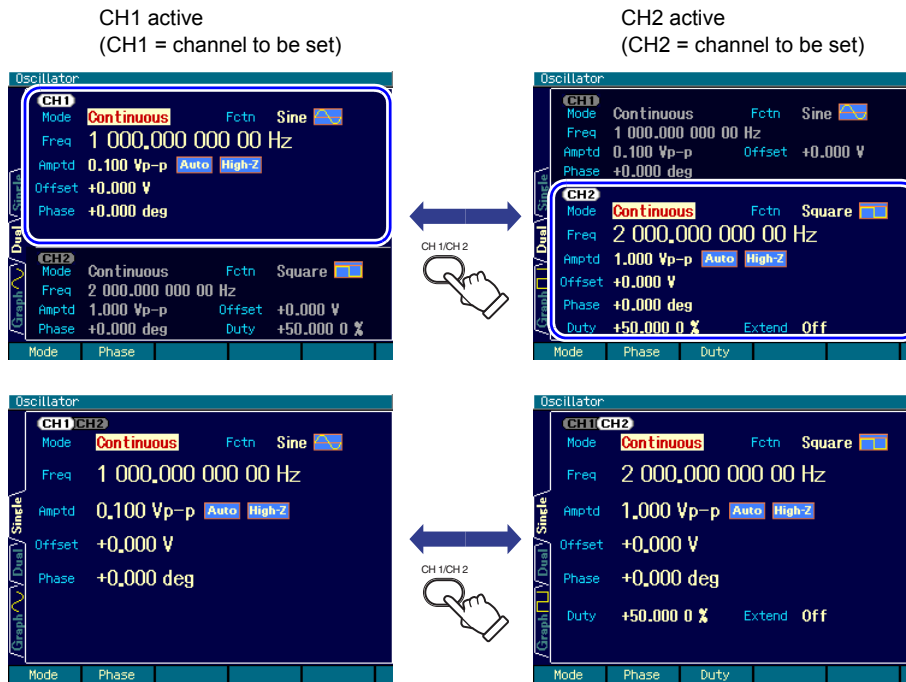 CH1 active
(CH1 = channel to be set)
CH2 active
(CH2 = channel to be set)
Oscillator
CH1
Mode Continuous Fctn Sine
Freq 1 000.000 000 00 Hz
Amptd 0.100 Vp-p Auto High-Z
Offset +0.000 V
Phase +0.000 deg
CH2
Mode Continuous Fctn Square
Freq 2 000.000 000 00 Hz
Amptd 1.000 Vp-p Offset +0.000 V
Phase +0.000 deg Duty +50.000 0 %
Single
Dual
Graph
Mode Phase
CH 1/CH 2
Oscillator
CH1
Mode Continuous Fctn Sine
Freq 1 000.000 000 00 Hz
Amptd 0.100 Vp-p Offset +0.000 V
Phase +0.000 deg
CH2
Mode Continuous Fctn Square
Freq 2 000.000 000 00 Hz
Amptd 1.000 Vp-p Auto High-Z
Offset +0.000 V
Phase +0.000 deg
Duty +50.000 0 % Extend Off
Single
Dual
Graph
Mode Phase Duty
Oscillator
CH1 CH2
Mode Continuous Fctn Sine
Freq 1 000.000 000 00 Hz
Amptd 0.100 Vp-p Auto High-Z
Offset +0.000 V
Phase +0.000 deg
Single
Dual
Graph
Mode Phase
CH 1/CH 2
Oscillator
CH1 CH2
Mode Continuous Fctn Square
Freq 2 000.000 000 00 Hz
Amptd 1.000 Vp-p Auto High-Z
Offset +0.000 V
Phase +0.000 deg
Duty +50.000 0 % Extend Off
Single
Dual
Graph
Mode Phase Duty